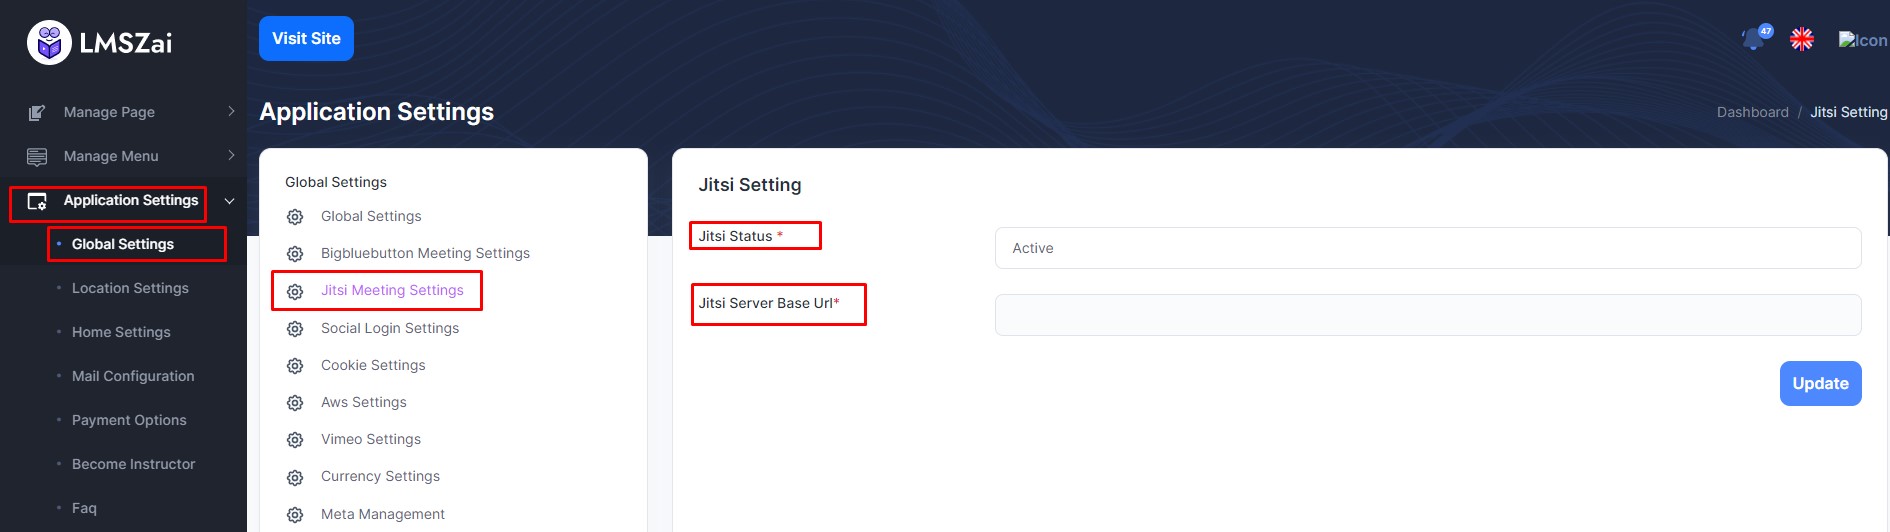 LMSZai
Visit Site
47
Icon
Manage Page
Manage Menu
Application Settings
Global Settings
Location Settings
Home Settings
Mail Configuration
Payment Options
Become Instructor
Faq
Application Settings
Dashboard / Jitsi Setting
Global Settings
Global Settings
Bigbluebutton Meeting Settings
Jitsi Meeting Settings
Social Login Settings
Cookie Settings
Aws Settings
Vimeo Settings
Currency Settings
Meta Management
Jitsi Setting
Jitsi Status *
Active
Jitsi Server Base Url*
Update